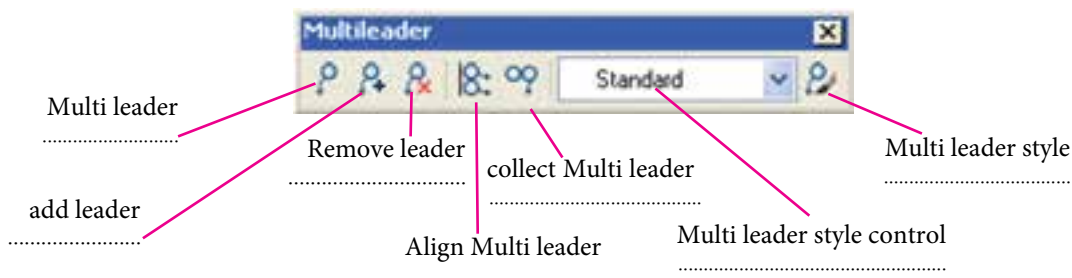 Multileader
Standard
Multi leader
..........................
Remove leader
..............................
collect Multi leader
........................................
Multi leader style
................................
add leader
.......................
Align Multi leader
Multi leader style control
.............................................